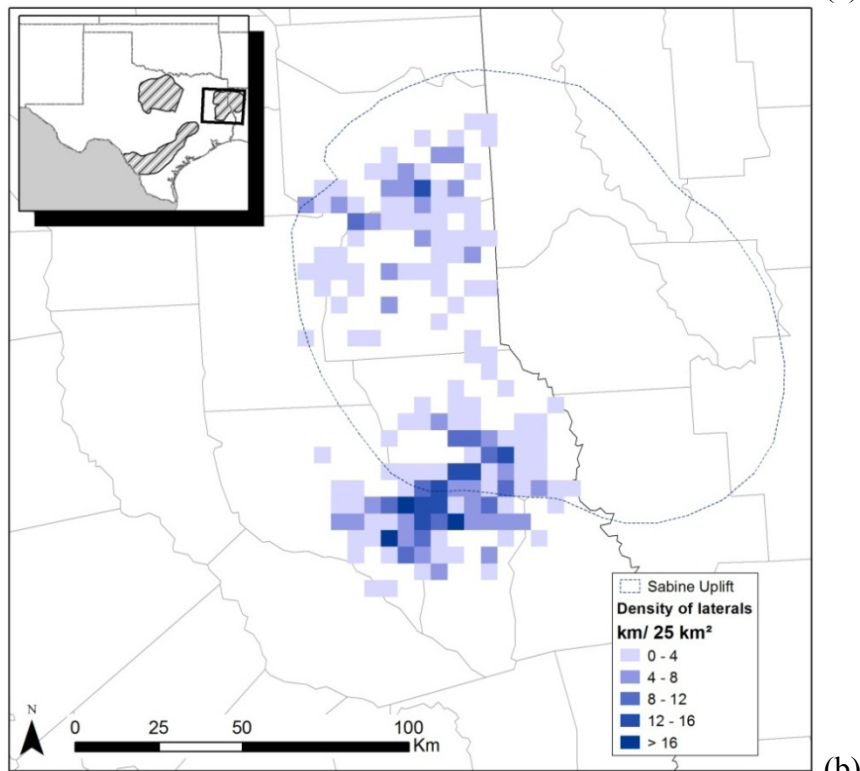 Sabine Uplift
Density of laterals
km/ 25 km²
0 - 4
4 - 8
8 - 12
12 - 16
> 16
N
0 25 50 100
Km
(b)